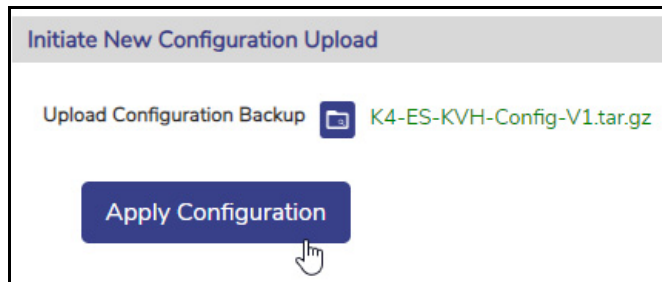 Initiate New Configuration Upload
Upload Configuration Backup K4-ES-KVH-Config-V1.tar.gz
Apply Configuration